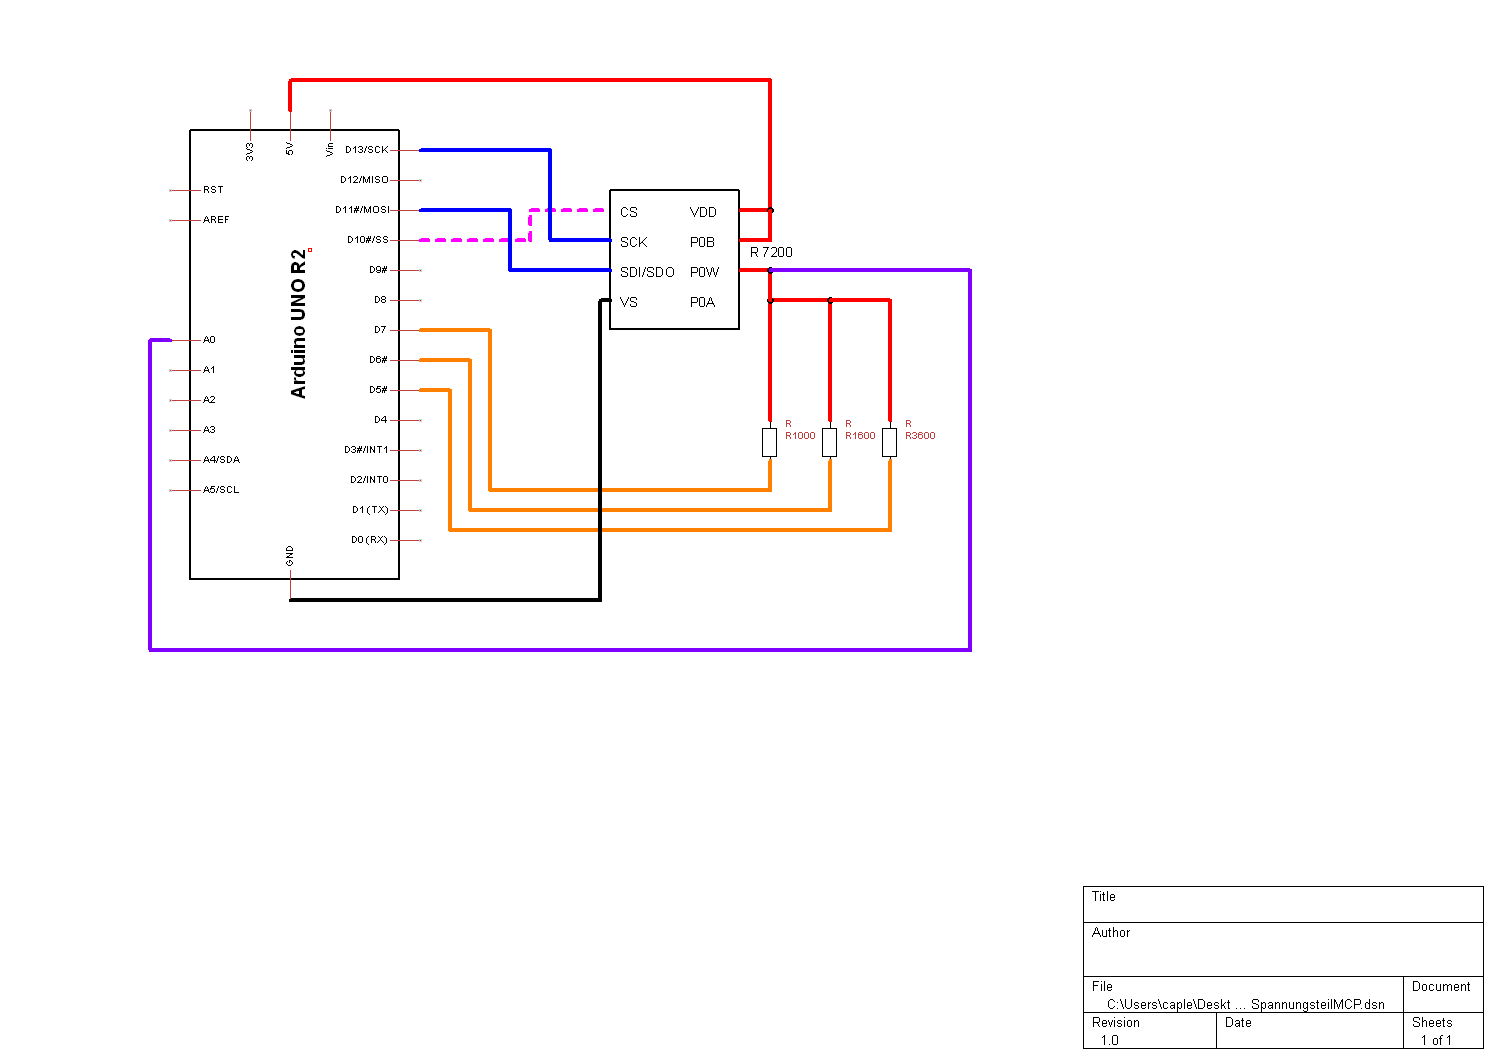 3V3
5V
Vin
RST
AREF
A0
A1
A2
A3
A4/SDA
A5/SCL
Arduino UNO R2
GND
D13/SCK
D12/MISO
D11#/MOSI
D10#/SS
D9#
D8
D7
D6#
D5#
D4
D3#/INT1
D2/INT0
D1(TX)
D0(RX)
CS VDD
SCK P0B
SDI/SDO P0W
VS P0A
R 7200
R
R1000
R
R1600
R
R3600
Title
Author
File
C:\Users\caple\Deskt ... SpannungsteilMCP.dsn
Document
Revision
1.0
Date
Sheets
1 of 1